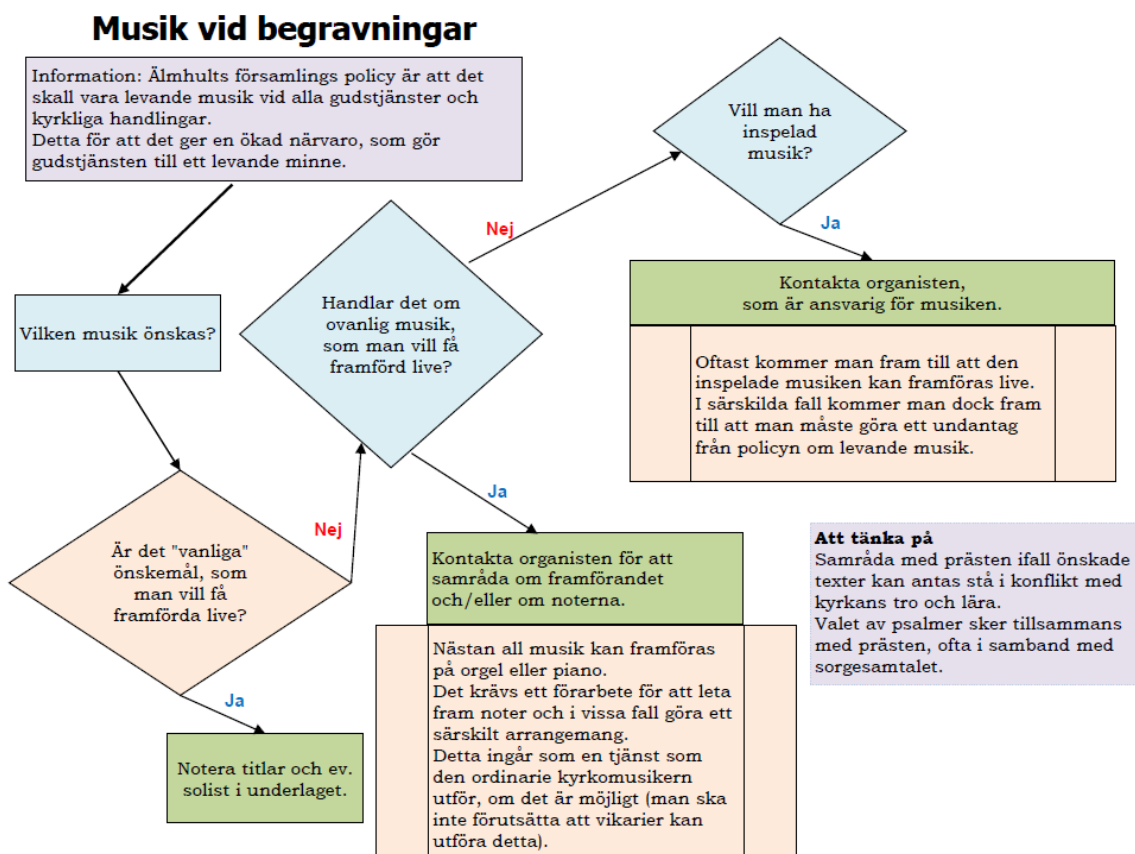 Musik vid begravningar
Information: Älmhults församlings policy är att det
skall vara levande musik vid alla gudstjänster och
kyrkliga handlingar.
Detta för att det ger en ökad närvaro, som gör
gudstjänsten till ett levande minne.
Vilken musik önskas?
Är det "vanliga"
önskemål, som
man vill få
framförda live?
Ja
Notera titlar och ev.
solist i underlaget.
Nej
Handlar det om
ovanlig musik,
som man vill få
framförd live?
Ja
Kontakta organisten för att
samråda om framförandet
och/eller om noterna.
Nästan all musik kan framföras
på orgel eller piano.
Det krävs ett förarbete för att leta
fram noter och i vissa fall göra ett
särskilt arrangemang.
Detta ingår som en tjänst som
den ordinarie kyrkomusikern
utför, om det är möjligt (man ska
inte förutsätta att vikarier kan
utföra detta).
Nej
Vill man ha
inspelad
musik?
Ja
Kontakta organisten,
som är ansvarig för musiken.
Oftast kommer man fram till att den
inspelade musiken kan framföras live.
I särskilda fall kommer man dock fram
till att man måste göra ett undantag
från policyn om levande musik.
Att tänka på
Samråda med prästen ifall önskade
texter kan antas stå i konflikt med
kyrkans tro och lära.
Valet av psalmer sker tillsammans
med prästen, ofta i samband med
sorgesamtalet.